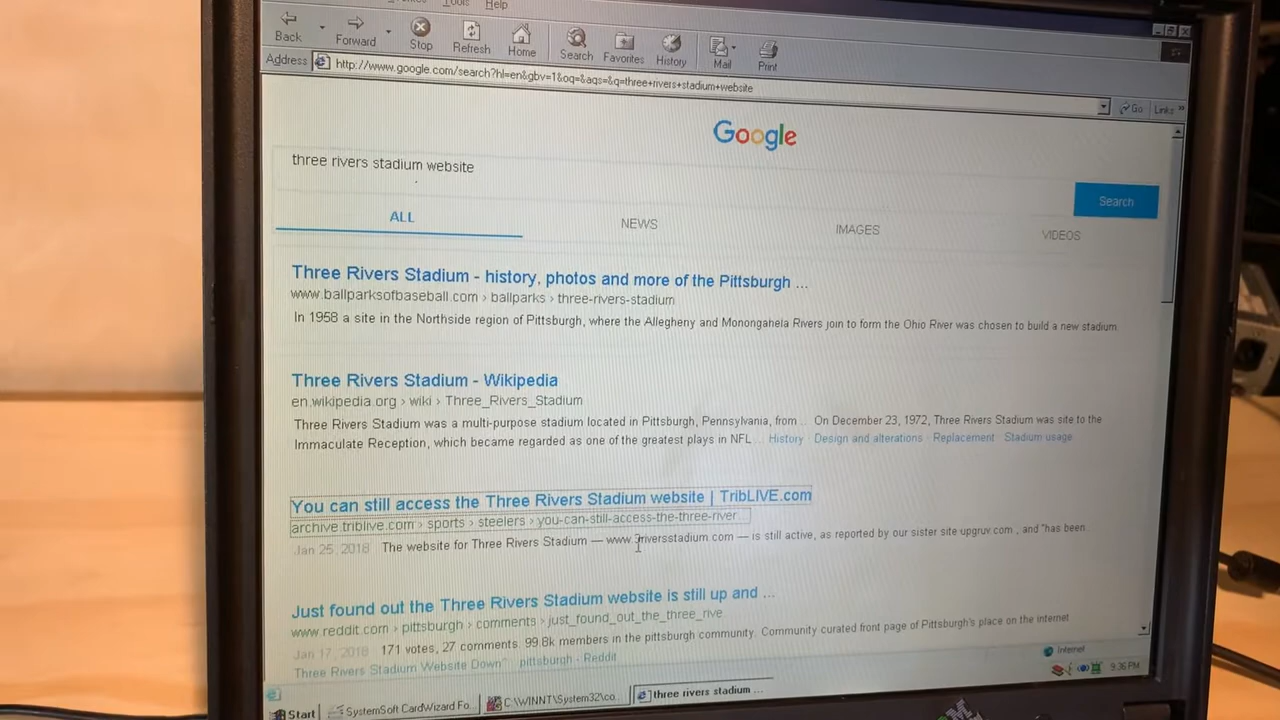 Tools Help
Back Forward Stop Refresh Home Search Favorites History Mail Print
Address http://www.google.com/search?hl=en&gbv=1&oq=&aqs=&q=three+rivers+stadium+website Go Links »
Google
three rivers stadium website
Search
ALL NEWS IMAGES VIDEOS
Three Rivers Stadium - history, photos and more of the Pittsburgh ...
www.ballparksofbaseball.com › ballparks › three-rivers-stadium
In 1958 a site in the Northside region of Pittsburgh, where the Allegheny and Monongahela Rivers join to form the Ohio River was chosen to build a new stadium.
Three Rivers Stadium - Wikipedia
en.wikipedia.org › wiki › Three_Rivers_Stadium
Three Rivers Stadium was a multi-purpose stadium located in Pittsburgh, Pennsylvania, from ... On December 23, 1972, Three Rivers Stadium was site to the
Immaculate Reception, which became regarded as one of the greatest plays in NFL ... History Design and alterations Replacement Stadium usage
You can still access the Three Rivers Stadium website | TribLIVE.com
archive.triblive.com › sports › steelers › you-can-still-access-the-three-river...
Jan 25, 2018 The website for Three Rivers Stadium — www.3riversstadium.com — is still active, as reported by our sister site upgruv.com , and "has been...
Just found out the Three Rivers Stadium website is still up and ...
www.reddit.com › pittsburgh › comments › just_found_out_the_three_rive...
Jan 17, 2018 171 votes, 27 comments. 99.8k members in the pittsburgh community. Community curated front page of Pittsburgh's place on the internet
Three Rivers Stadium Website Down" pittsburgh - Reddit
Internet
Start SystemSoft CardWizard Fo... C:\WINNT\System32\co... three rivers stadium ... 9:36 PM